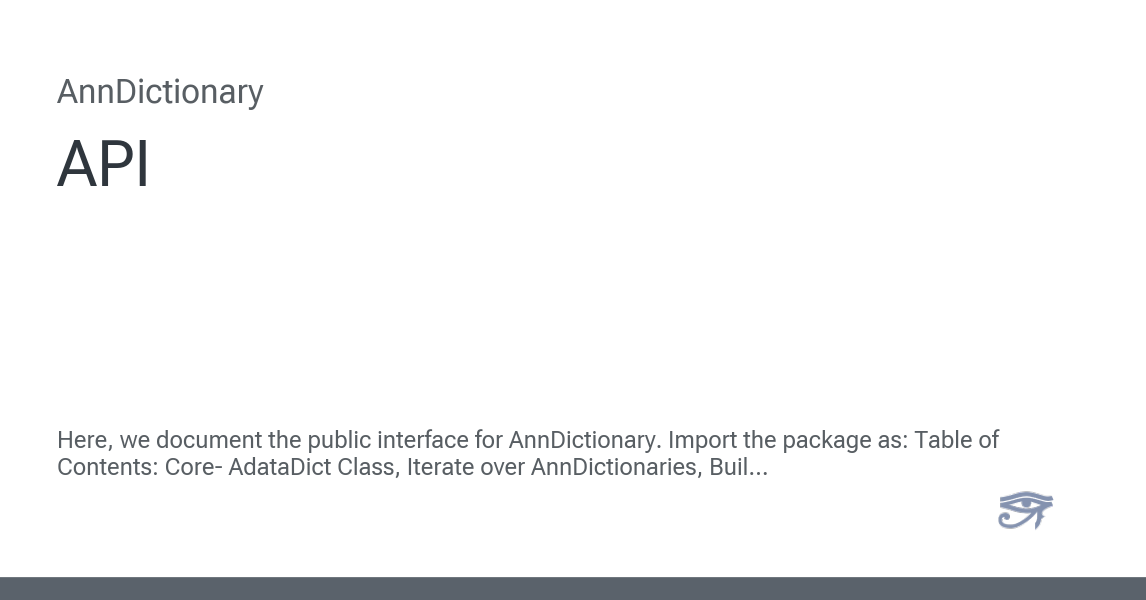 AnnDictionary
API
Here, we document the public interface for AnnDictionary. Import the package as: Table of
Contents: Core- AdataDict Class, Iterate over AnnDictionaries, Buil...